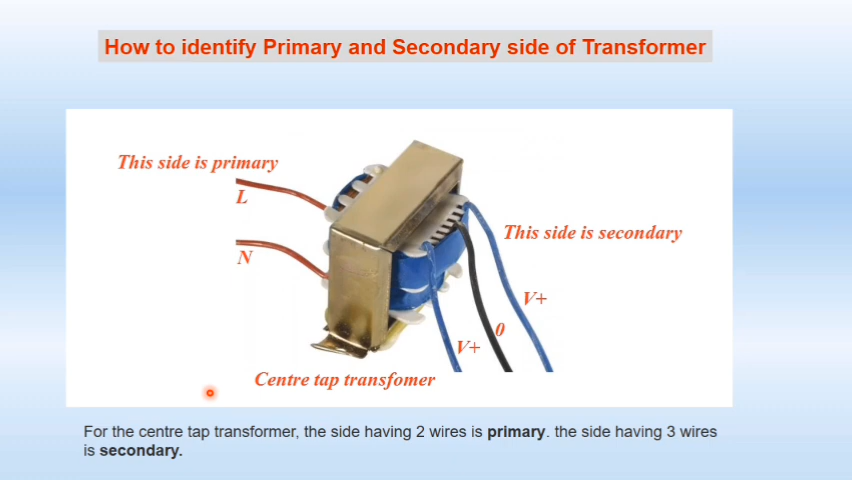 How to identify Primary and Secondary side of Transformer
This side is primary
L
N
This side is secondary
V+
0
V+
Centre tap transfomer
For the centre tap transformer, the side having 2 wires is primary. the side having 3 wires
is secondary.